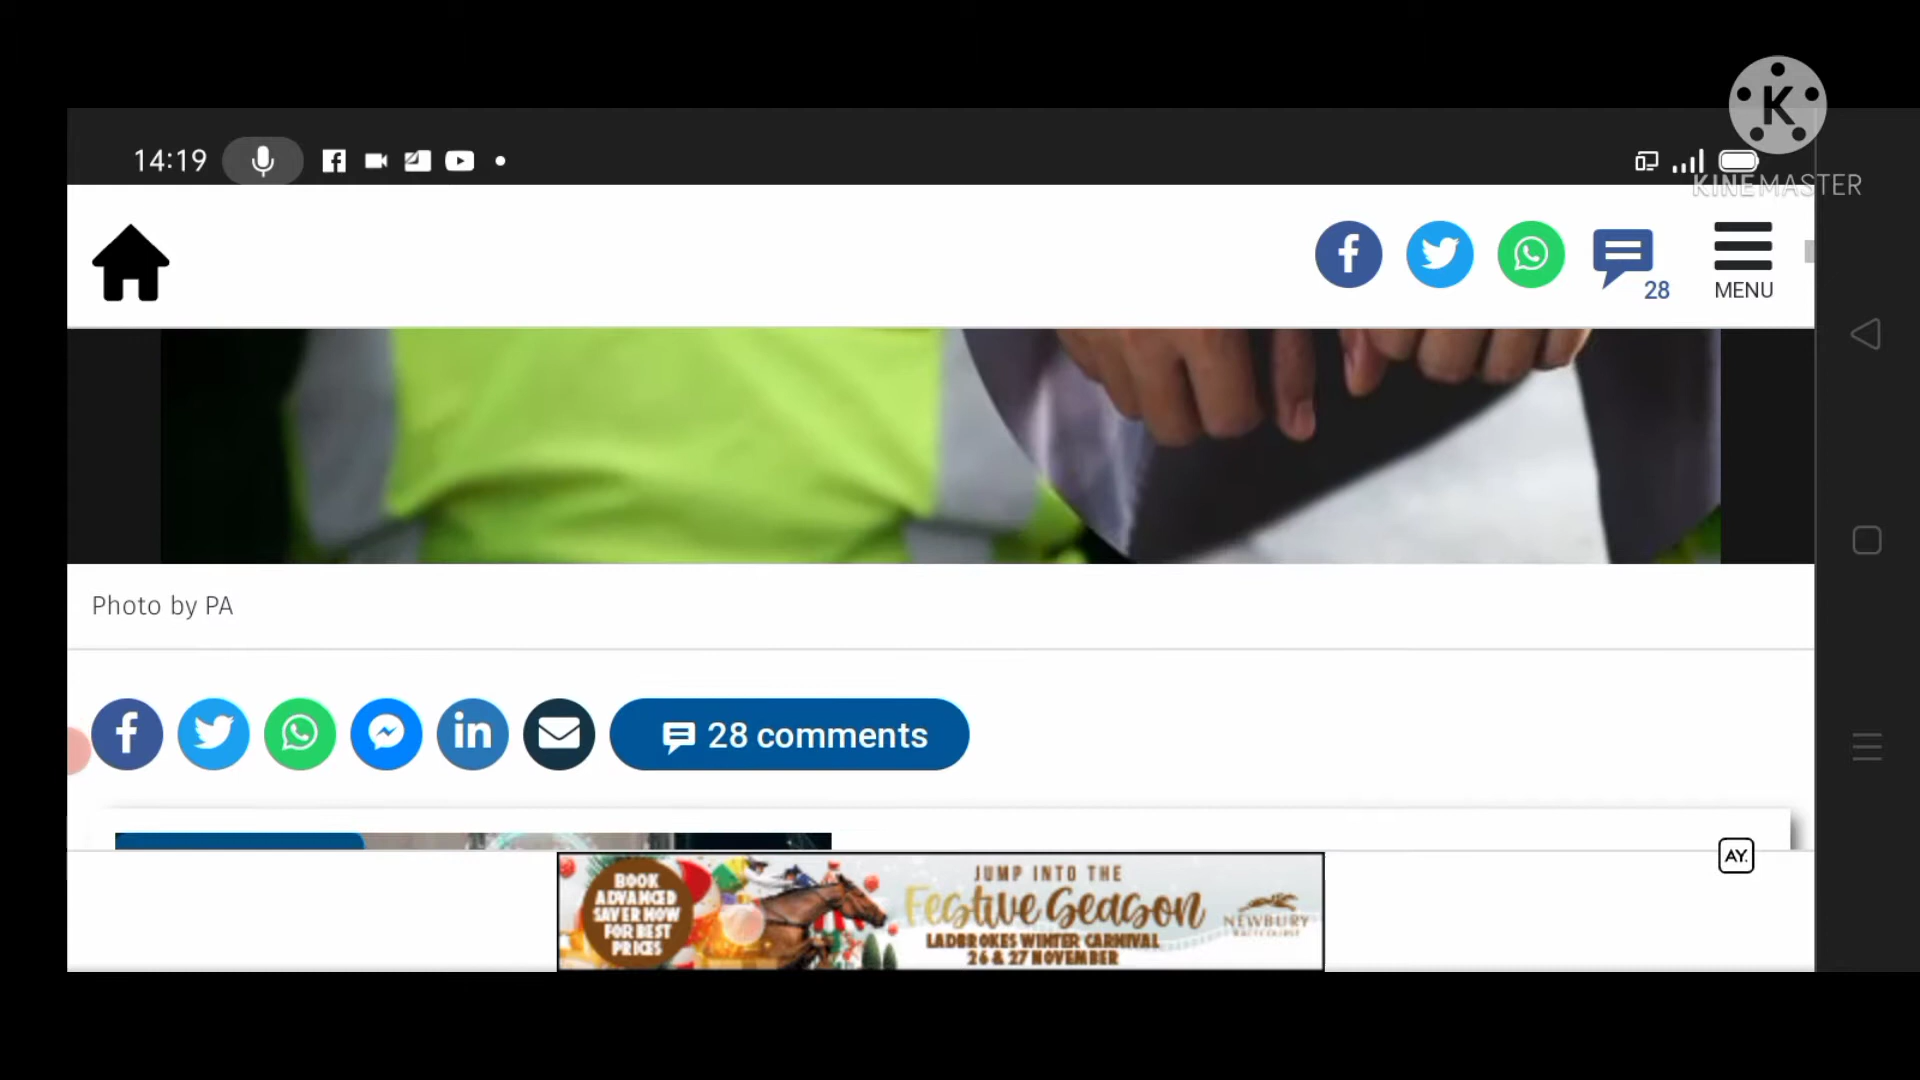 14:19
K
KINEMASTER
28
MENU
Photo by PA
28 comments
BOOK
ADVANCED
SAVER NOW
FOR BEST
PRICES
JUMP INTO THE
Festive Season
LADBROKES WINTER CARNIVAL
26 & 27 NOVEMBER
NEWBURY
RACECOURSE
AY.